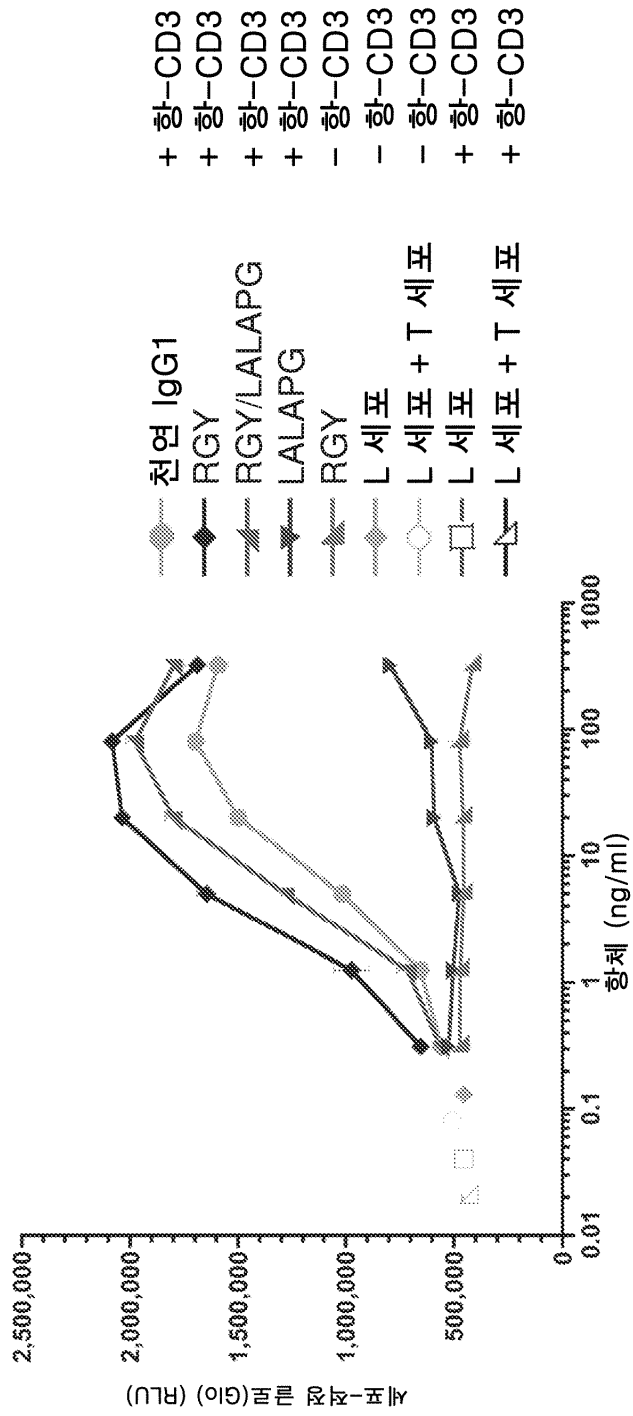 세포-적정 글로(Glo) (RLU)
2,500,000
2,000,000
1,500,000
1,000,000
500,000
0
0.01
0.1
1
10
100
1000
항체 (ng/ml)
천연 IgG1 + 항-CD3
RGY + 항-CD3
RGY/LALAPG + 항-CD3
LALAPG + 항-CD3
RGY - 항-CD3
L 세포 - 항-CD3
L 세포 + T 세포 - 항-CD3
L 세포 + 항-CD3
L 세포 + T 세포 + 항-CD3